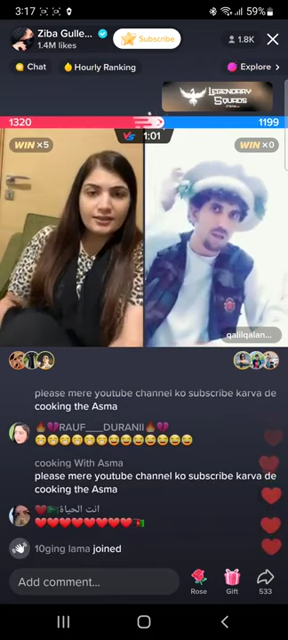 3:17
59%
Ziba Gulle...
1.4M likes
Subscribe
1.8K
Chat
Hourly Ranking
Explore >
LEGENDARY
SQUADS
1320
1199
WIN ×5
VS
1:01
WIN ×0
qalilqalan...
please mere youtube channel ko subscribe karva de
cooking the Asma
RAUF___DURANII
cooking With Asma
please mere youtube channel ko subscribe karva de
cooking the Asma
انت الحياة
10ging lama joined
Add comment...
Rose
Gift
533